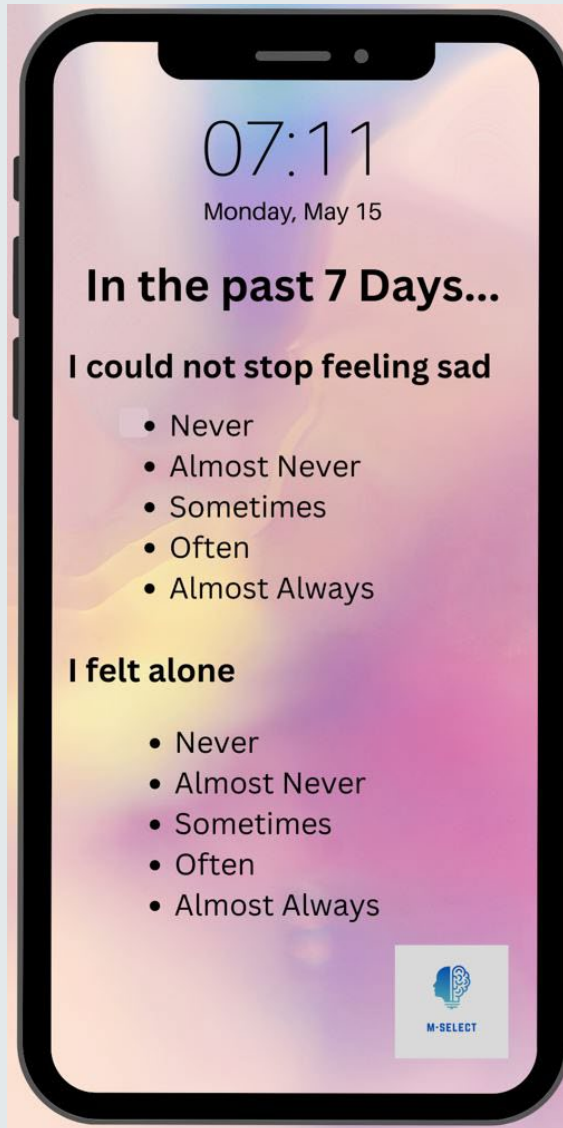 07:11
Monday, May 15
In the past 7 Days...
I could not stop feeling sad
• Never
• Almost Never
• Sometimes
• Often
• Almost Always
I felt alone
• Never
• Almost Never
• Sometimes
• Often
• Almost Always
M-SELECT